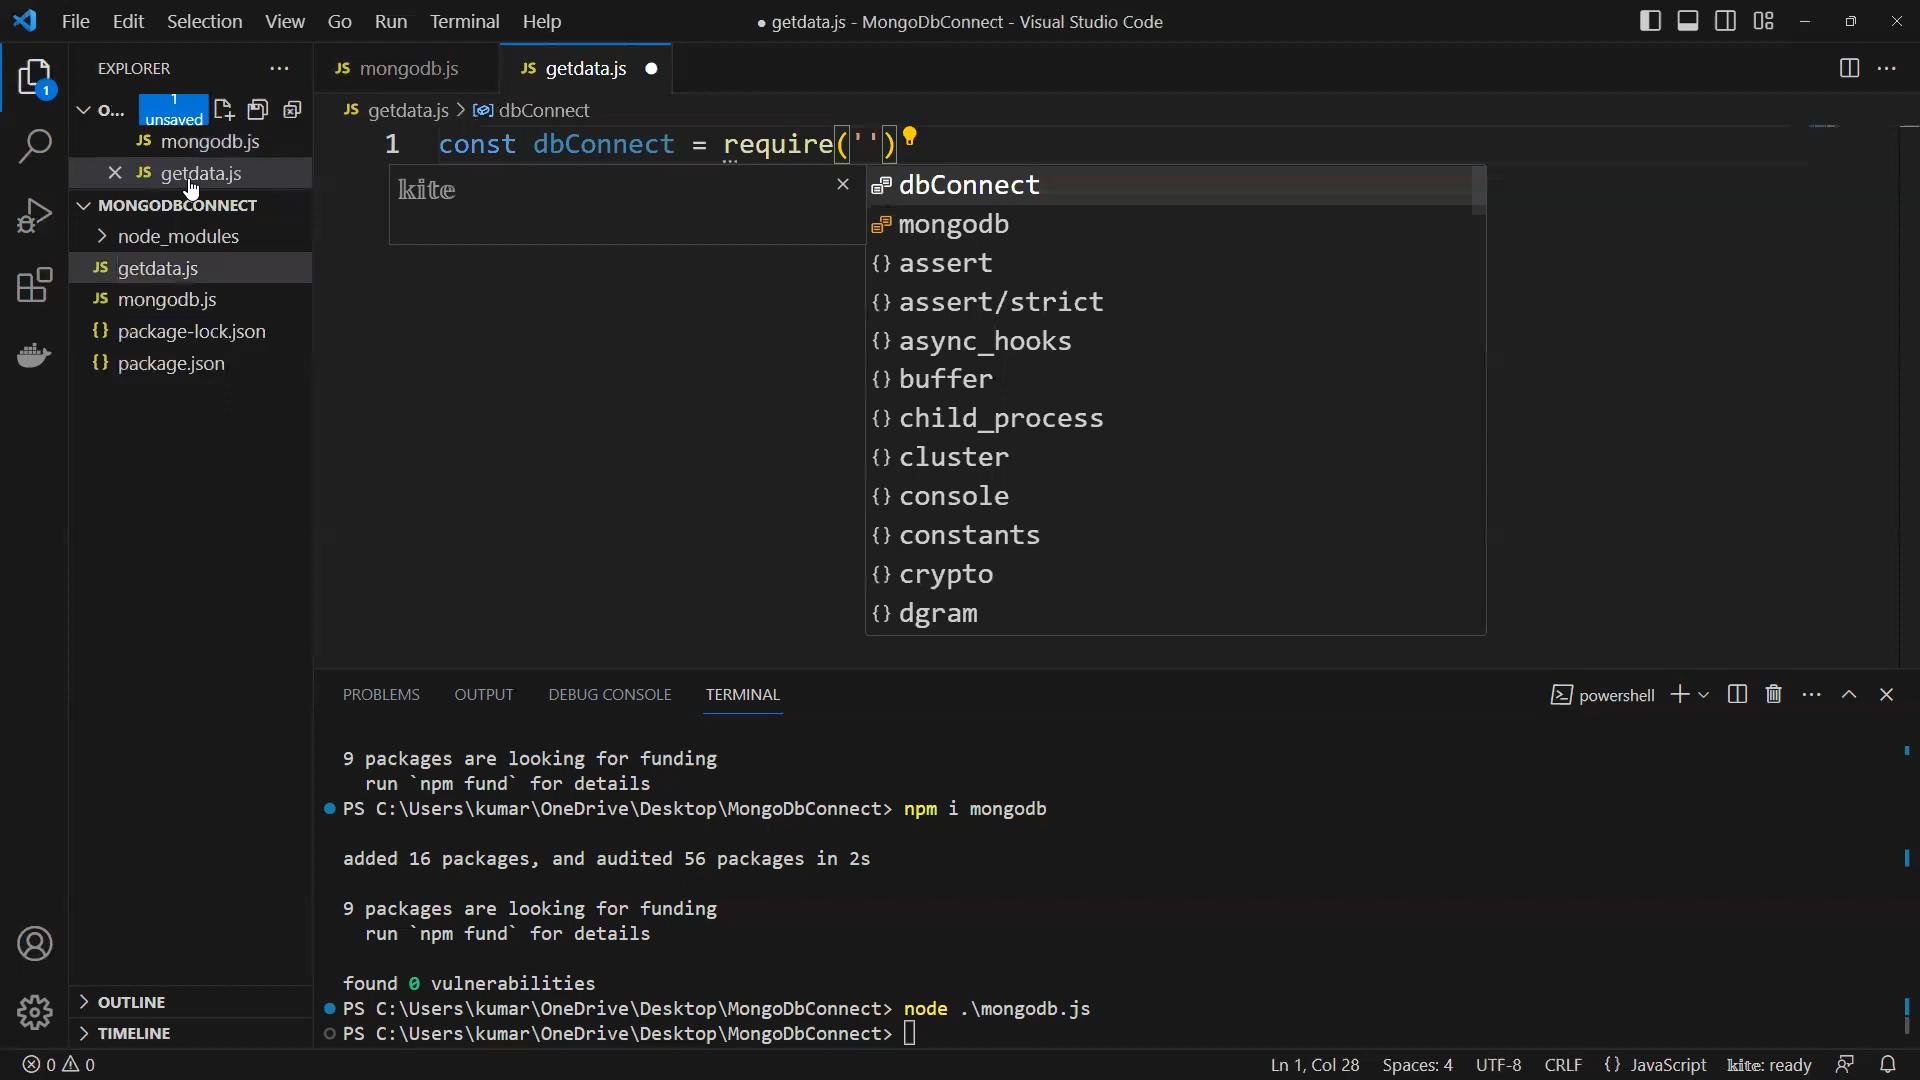 File Edit Selection View Go Run Terminal Help
● getdata.js - MongoDbConnect - Visual Studio Code
EXPLORER
1
O...
1 unsaved
mongodb.js
getdata.js
MONGODBCONNECT
node_modules
getdata.js
mongodb.js
package-lock.json
package.json
OUTLINE
TIMELINE
JS mongodb.js
JS getdata.js
JS getdata.js > dbConnect
1 const dbConnect = require('')
kite
dbConnect
mongodb
{} assert
{} assert/strict
{} async_hooks
{} buffer
{} child_process
{} cluster
{} console
{} constants
{} crypto
{} dgram
PROBLEMS OUTPUT DEBUG CONSOLE TERMINAL
powershell
9 packages are looking for funding
run `npm fund` for details
PS C:\Users\kumar\OneDrive\Desktop\MongoDbConnect> npm i mongodb
added 16 packages, and audited 56 packages in 2s
9 packages are looking for funding
run `npm fund` for details
found 0 vulnerabilities
PS C:\Users\kumar\OneDrive\Desktop\MongoDbConnect> node .\mongodb.js
PS C:\Users\kumar\OneDrive\Desktop\MongoDbConnect>
0 0
Ln 1, Col 28 Spaces: 4 UTF-8 CRLF {} JavaScript kite: ready